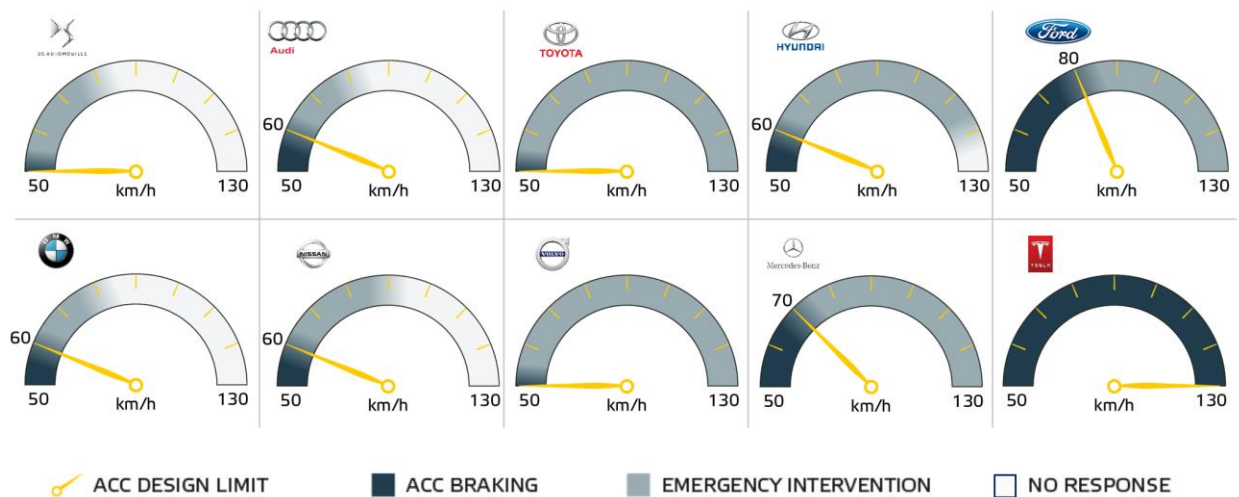 DS AUTOMOBILES
Audi
TOYOTA
HYUNDAI
Ford
50 km/h 130
60
50 km/h 130
50 km/h 130
60
50 km/h 130
80
50 km/h 130
BMW
NISSAN
VOLVO
Mercedes-Benz
TESLA
60
50 km/h 130
60
50 km/h 130
50 km/h 130
70
50 km/h 130
50 km/h 130
ACC DESIGN LIMIT
ACC BRAKING
EMERGENCY INTERVENTION
NO RESPONSE